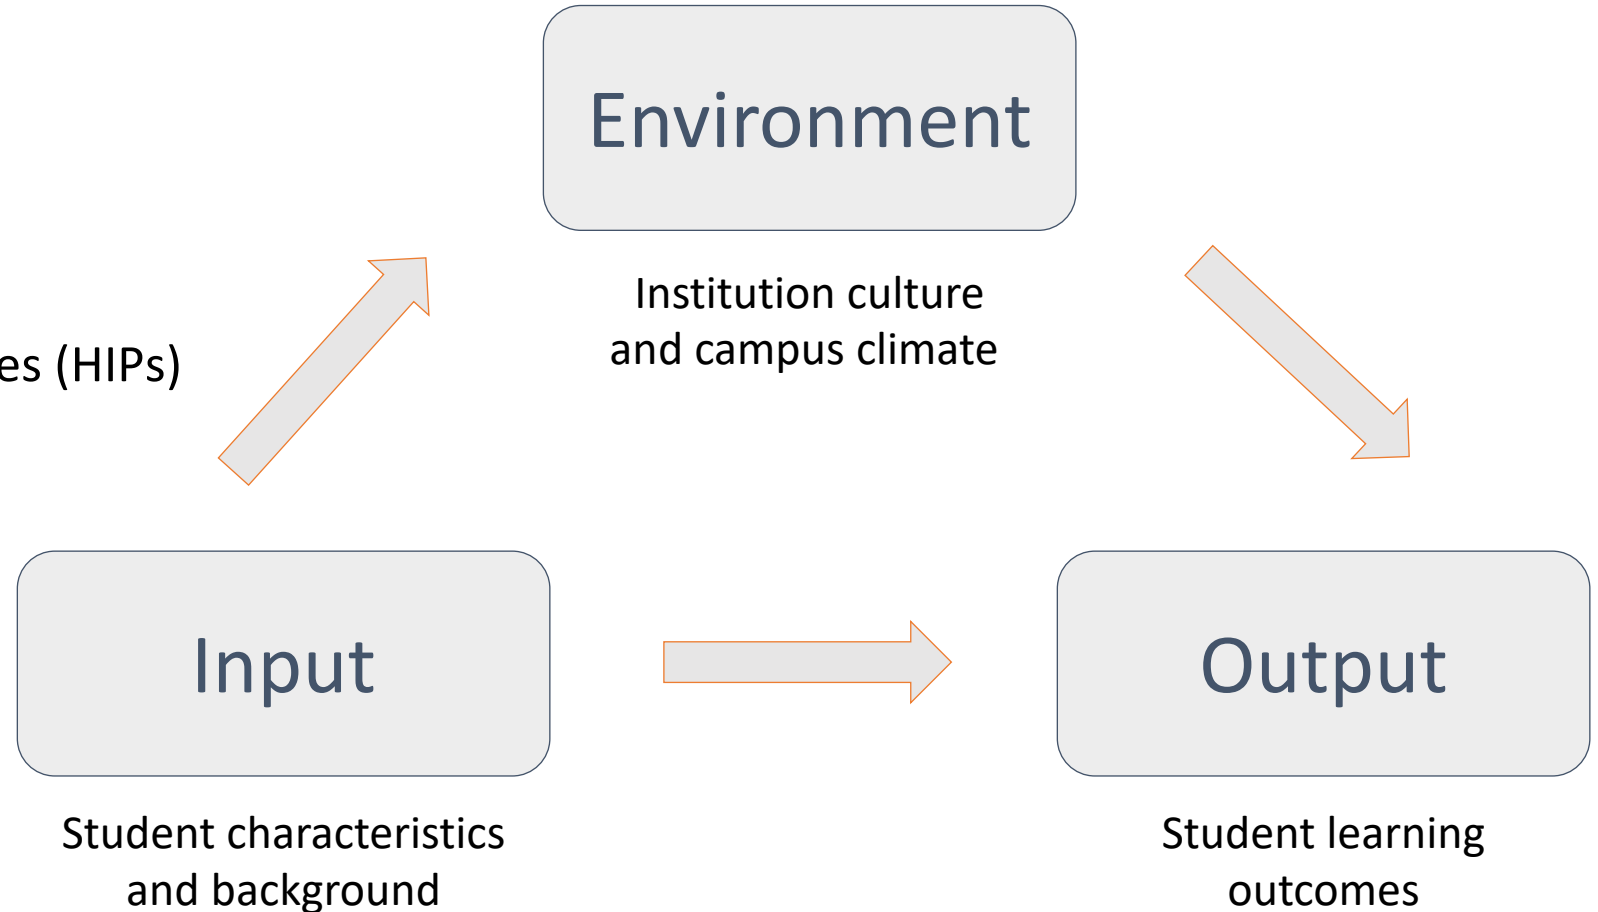 Environment
Institution culture
and campus climate
es (HIPs)
Input
Output
Student characteristics
and background
Student learning
outcomes